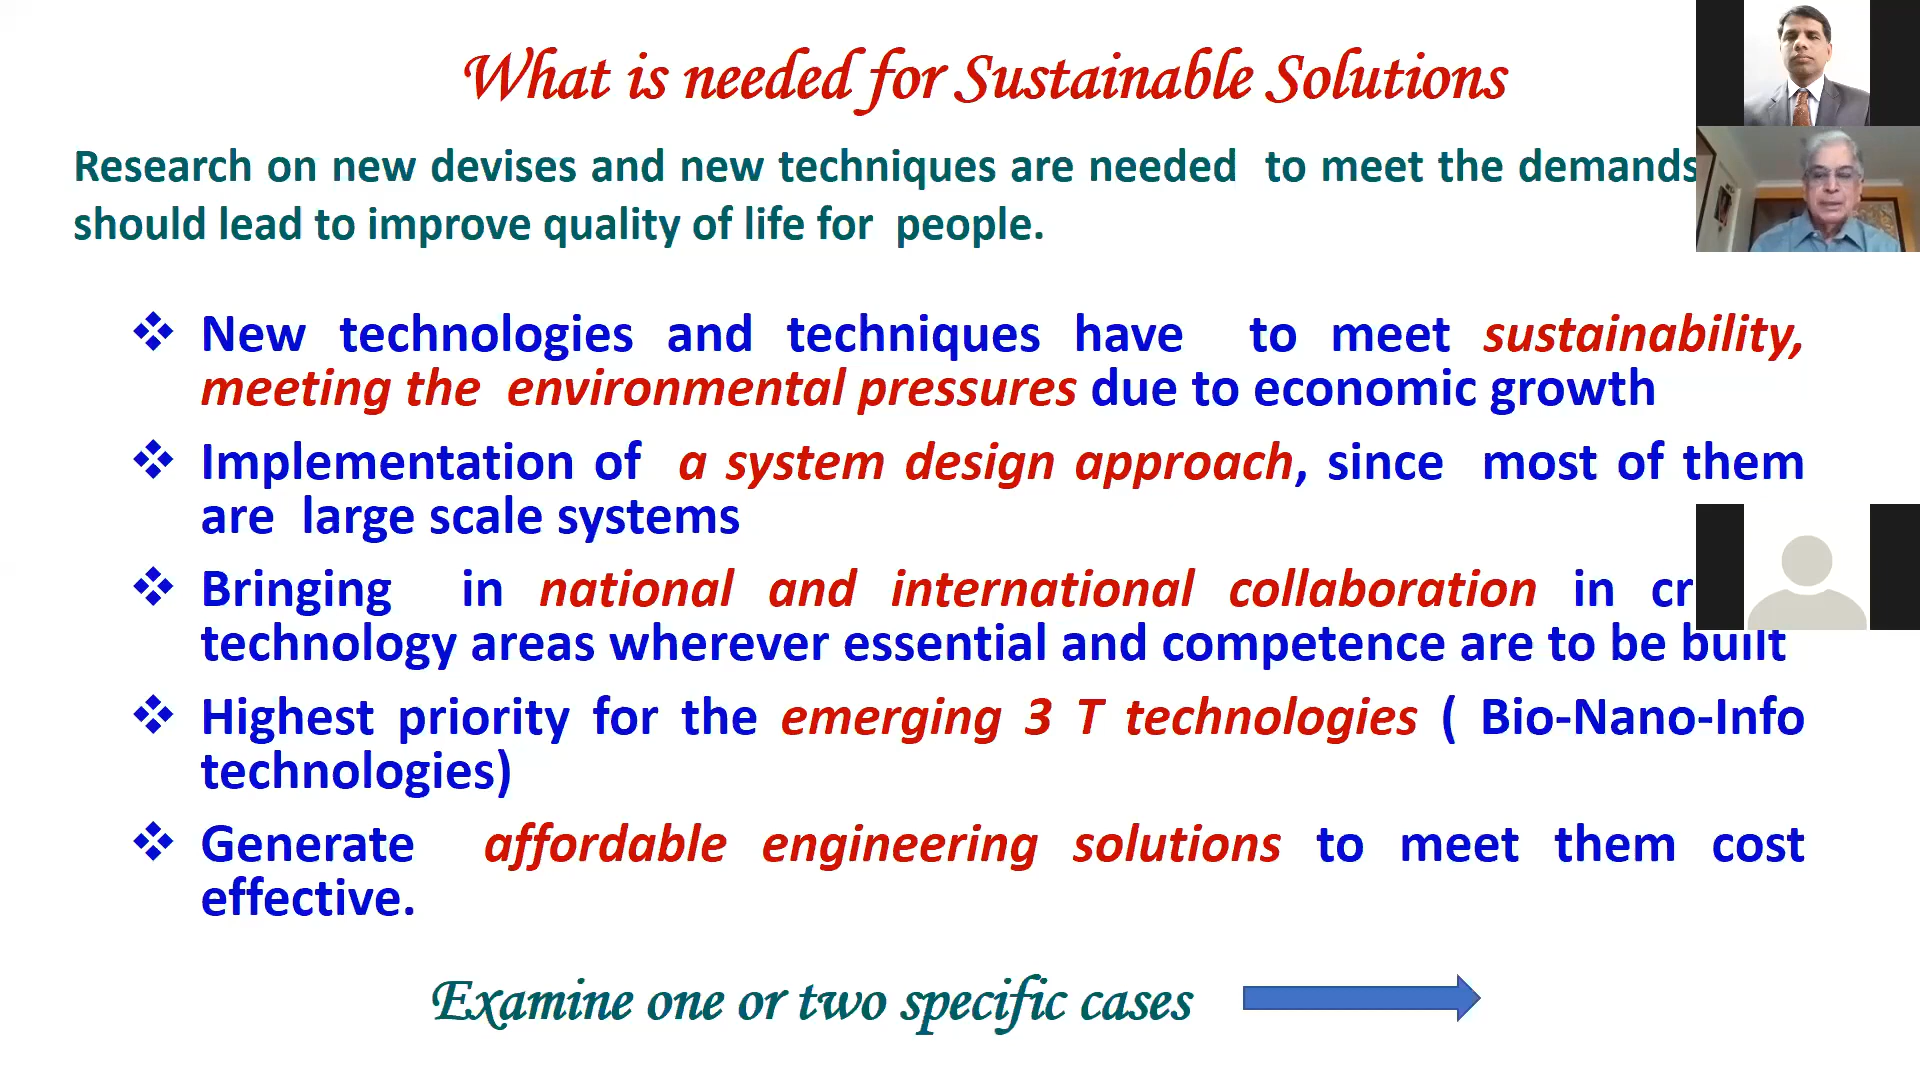 What is needed for Sustainable Solutions
Research on new devises and new techniques are needed to meet the demands
should lead to improve quality of life for people.
❖ New technologies and techniques have to meet sustainability,
meeting the environmental pressures due to economic growth
❖ Implementation of a system design approach, since most of them
are large scale systems
❖ Bringing in national and international collaboration in
technology areas wherever essential and competence are to be built
❖ Highest priority for the emerging 3 T technologies ( Bio-Nano-Info
technologies)
❖ Generate affordable engineering solutions to meet them cost
effective.
Examine one or two specific cases